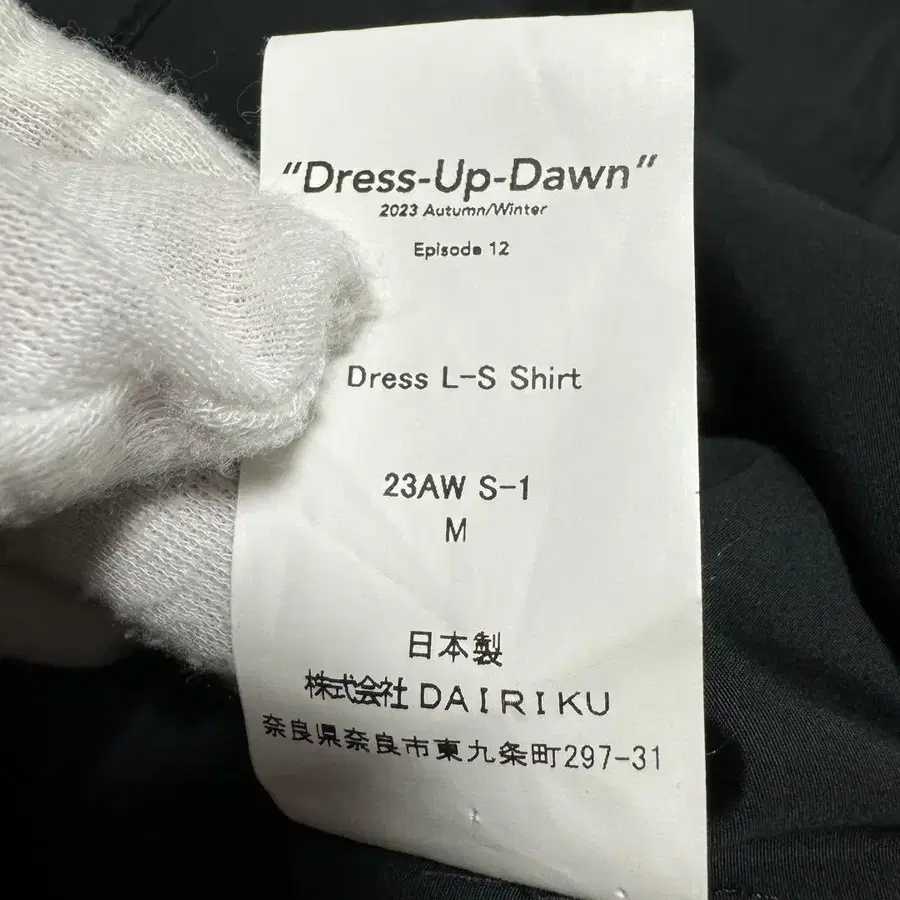 “Dress-Up-Dawn”
2023 Autumn/Winter
Episode 12
Dress L-S Shirt
23AW S-1
M
日本製
株式会社 DAIRIKU
奈良県奈良市東九条町297-31